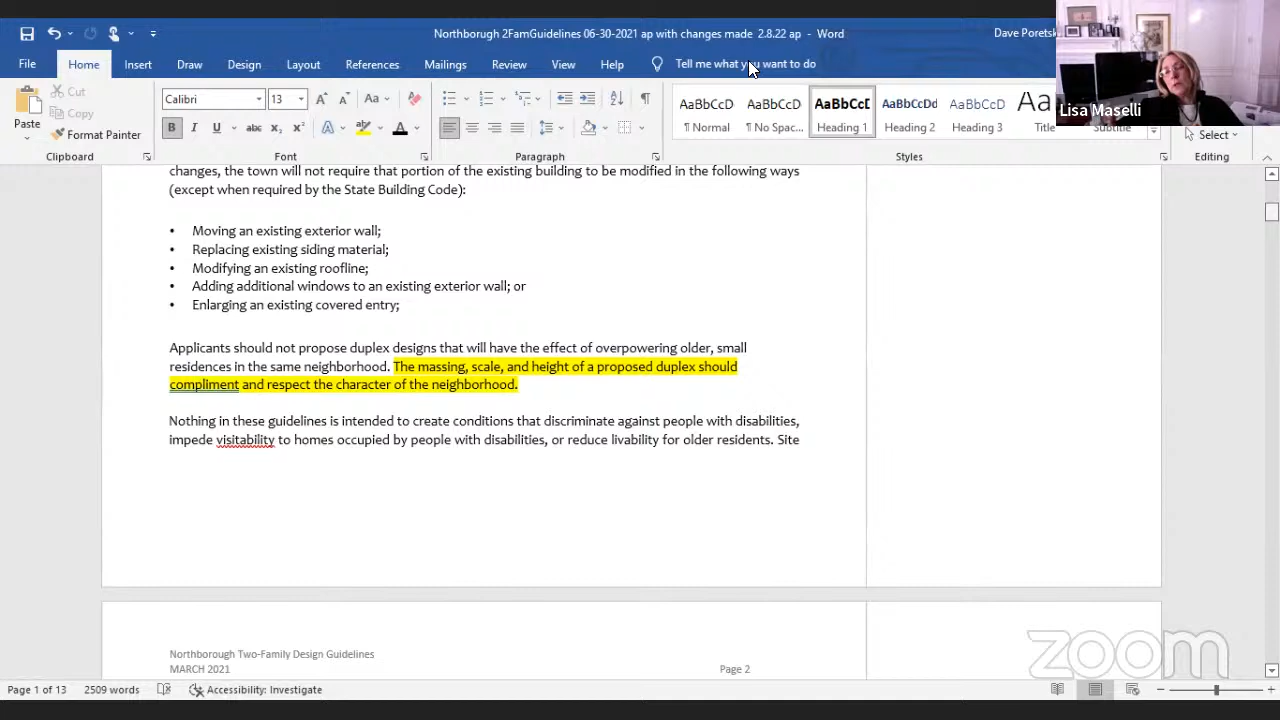 Northborough 2FamGuidelines 06-30-2021 ap with changes made 2.8.22 ap - Word
Dave Poretsk
File Home Insert Draw Design Layout References Mailings Review View Help Tell me what you want to do
Lisa Maselli
Paste
Cut
Copy
Format Painter
Clipboard
Calibri 13
Font
Paragraph
AaBbCcD AaBbCcD AaBbCcD AaBbCcDd AaBbCcD
¶ Normal ¶ No Spac... Heading 1 Heading 2 Heading 3 Title Subtitle
Styles
Select
Editing
changes, the town will not require that portion of the existing building to be modified in the following ways
(except when required by the State Building Code):
• Moving an existing exterior wall;
• Replacing existing siding material;
• Modifying an existing roofline;
• Adding additional windows to an existing exterior wall; or
• Enlarging an existing covered entry;
Applicants should not propose duplex designs that will have the effect of overpowering older, small
residences in the same neighborhood. The massing, scale, and height of a proposed duplex should
compliment and respect the character of the neighborhood.
Nothing in these guidelines is intended to create conditions that discriminate against people with disabilities,
impede visitability to homes occupied by people with disabilities, or reduce livability for older residents. Site
Northborough Two-Family Design Guidelines
MARCH 2021 Page 2
zoom
Page 1 of 13 2509 words Accessibility: Investigate